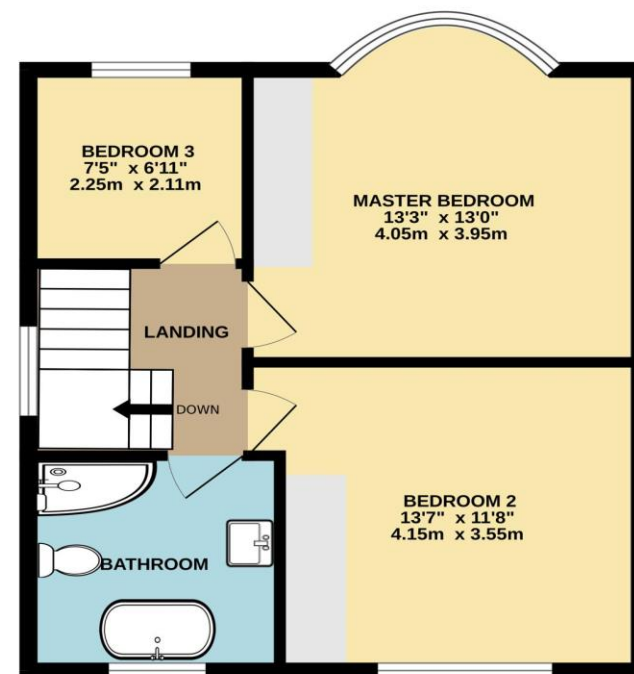 BEDROOM 3
7'5" x 6'11"
2.25m x 2.11m
MASTER BEDROOM
13'3" x 13'0"
4.05m x 3.95m
LANDING
DOWN
BEDROOM 2
13'7" x 11'8"
4.15m x 3.55m
BATHROOM